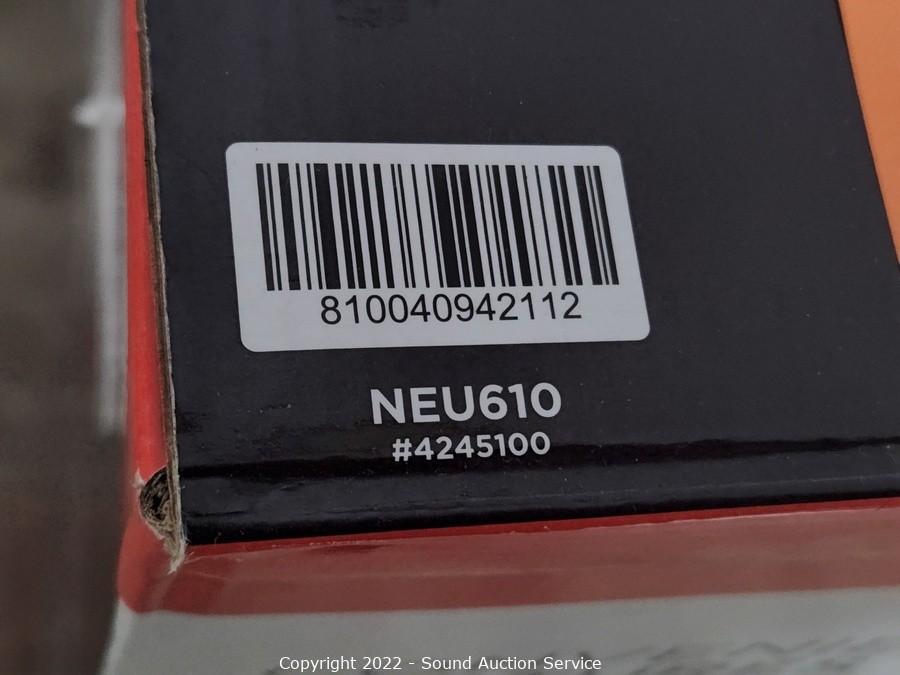 810040942112
NEU610
#4245100
Copyright 2022 - Sound Auction Service